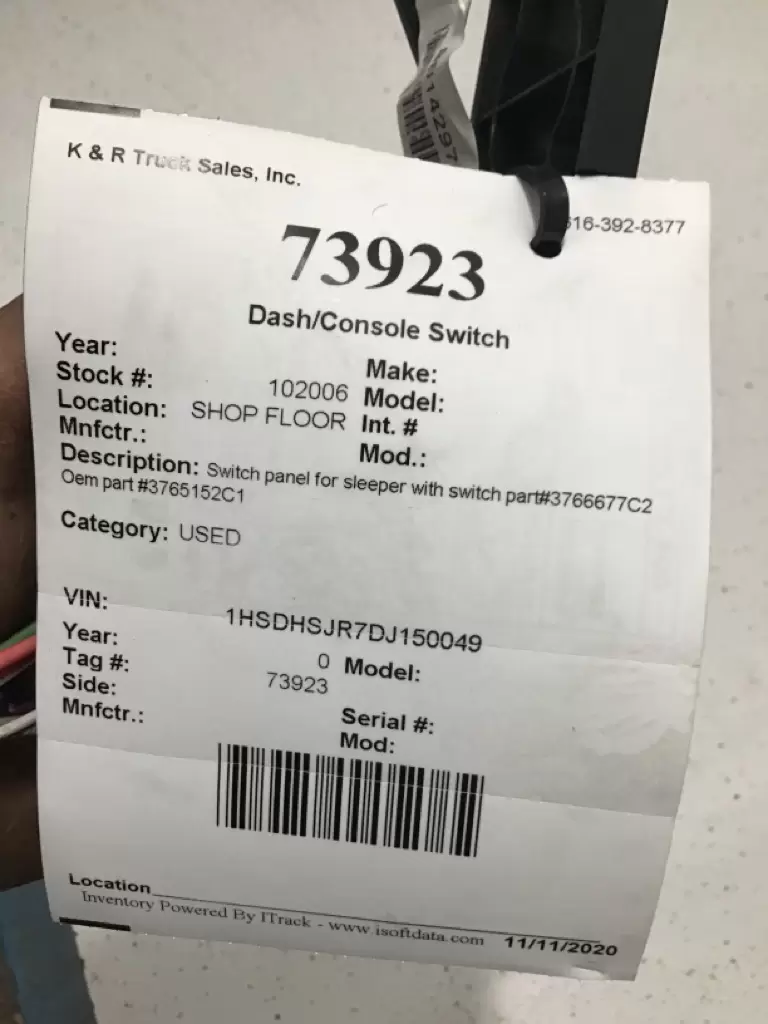 K & R Truck Sales, Inc.
616-392-8377
73923
Dash/Console Switch
Year:
Make:
Stock #: 102006 Model:
Location: SHOP FLOOR Int. #
Mnfctr.:
Mod.:
Description: Switch panel for sleeper with switch part#3766677C2
Oem part #3765152C1
Category: USED
VIN: 1HSDHSJR7DJ150049
Year: 0 Model:
Tag #: 73923
Side:
Serial #:
Mnfctr.:
Mod:
Location
Inventory Powered By ITrack - www.isoftdata.com 11/11/2020